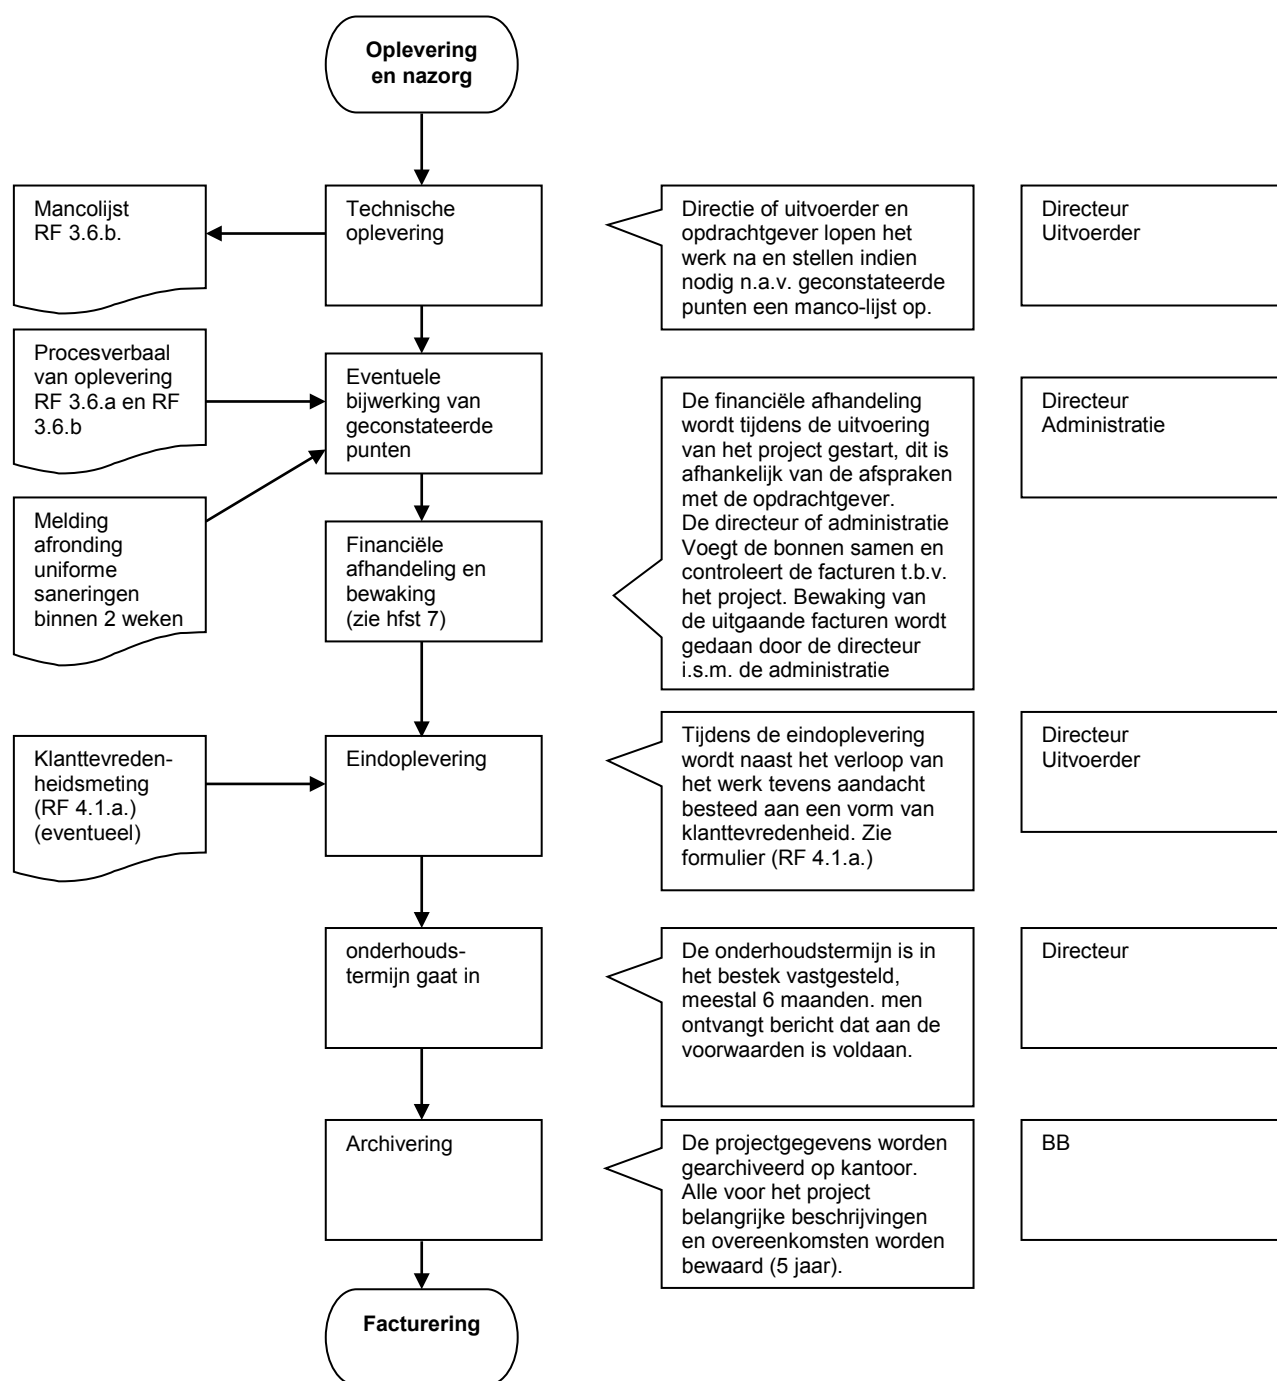 Oplevering
en nazorg
Mancolijst
RF 3.6.b.
Technische
oplevering
Directie of uitvoerder en
opdrachtgever lopen het
werk na en stellen indien
nodig n.a.v. geconstateerde
punten een manco-lijst op.
Directeur
Uitvoerder
Procesverbaal
van oplevering
RF 3.6.a en RF
3.6.b
Eventuele
bijwerking van
geconstateerde
punten
Melding
afronding
uniforme
saneringen
binnen 2 weken
Financiële
afhandeling en
bewaking
(zie hfst 7)
De financiële afhandeling
wordt tijdens de uitvoering
van het project gestart, dit is
afhankelijk van de afspraken
met de opdrachtgever.
De directeur of administratie
Voegt de bonnen samen en
controleert de facturen t.b.v.
het project. Bewaking van
de uitgaande facturen wordt
gedaan door de directeur
i.s.m. de administratie
Directeur
Administratie
Klanttevreden-
heidsmeting
(RF 4.1.a.)
(eventueel)
Eindoplevering
Tijdens de eindoplevering
wordt naast het verloop van
het werk tevens aandacht
besteed aan een vorm van
klanttevredenheid. Zie
formulier (RF 4.1.a.)
Directeur
Uitvoerder
onderhouds-
termijn gaat in
De onderhoudstermijn is in
het bestek vastgesteld,
meestal 6 maanden. men
ontvangt bericht dat aan de
voorwaarden is voldaan.
Directeur
Archivering
De projectgegevens worden
gearchiveerd op kantoor.
Alle voor het project
belangrijke beschrijvingen
en overeenkomsten worden
bewaard (5 jaar).
BB
Facturering